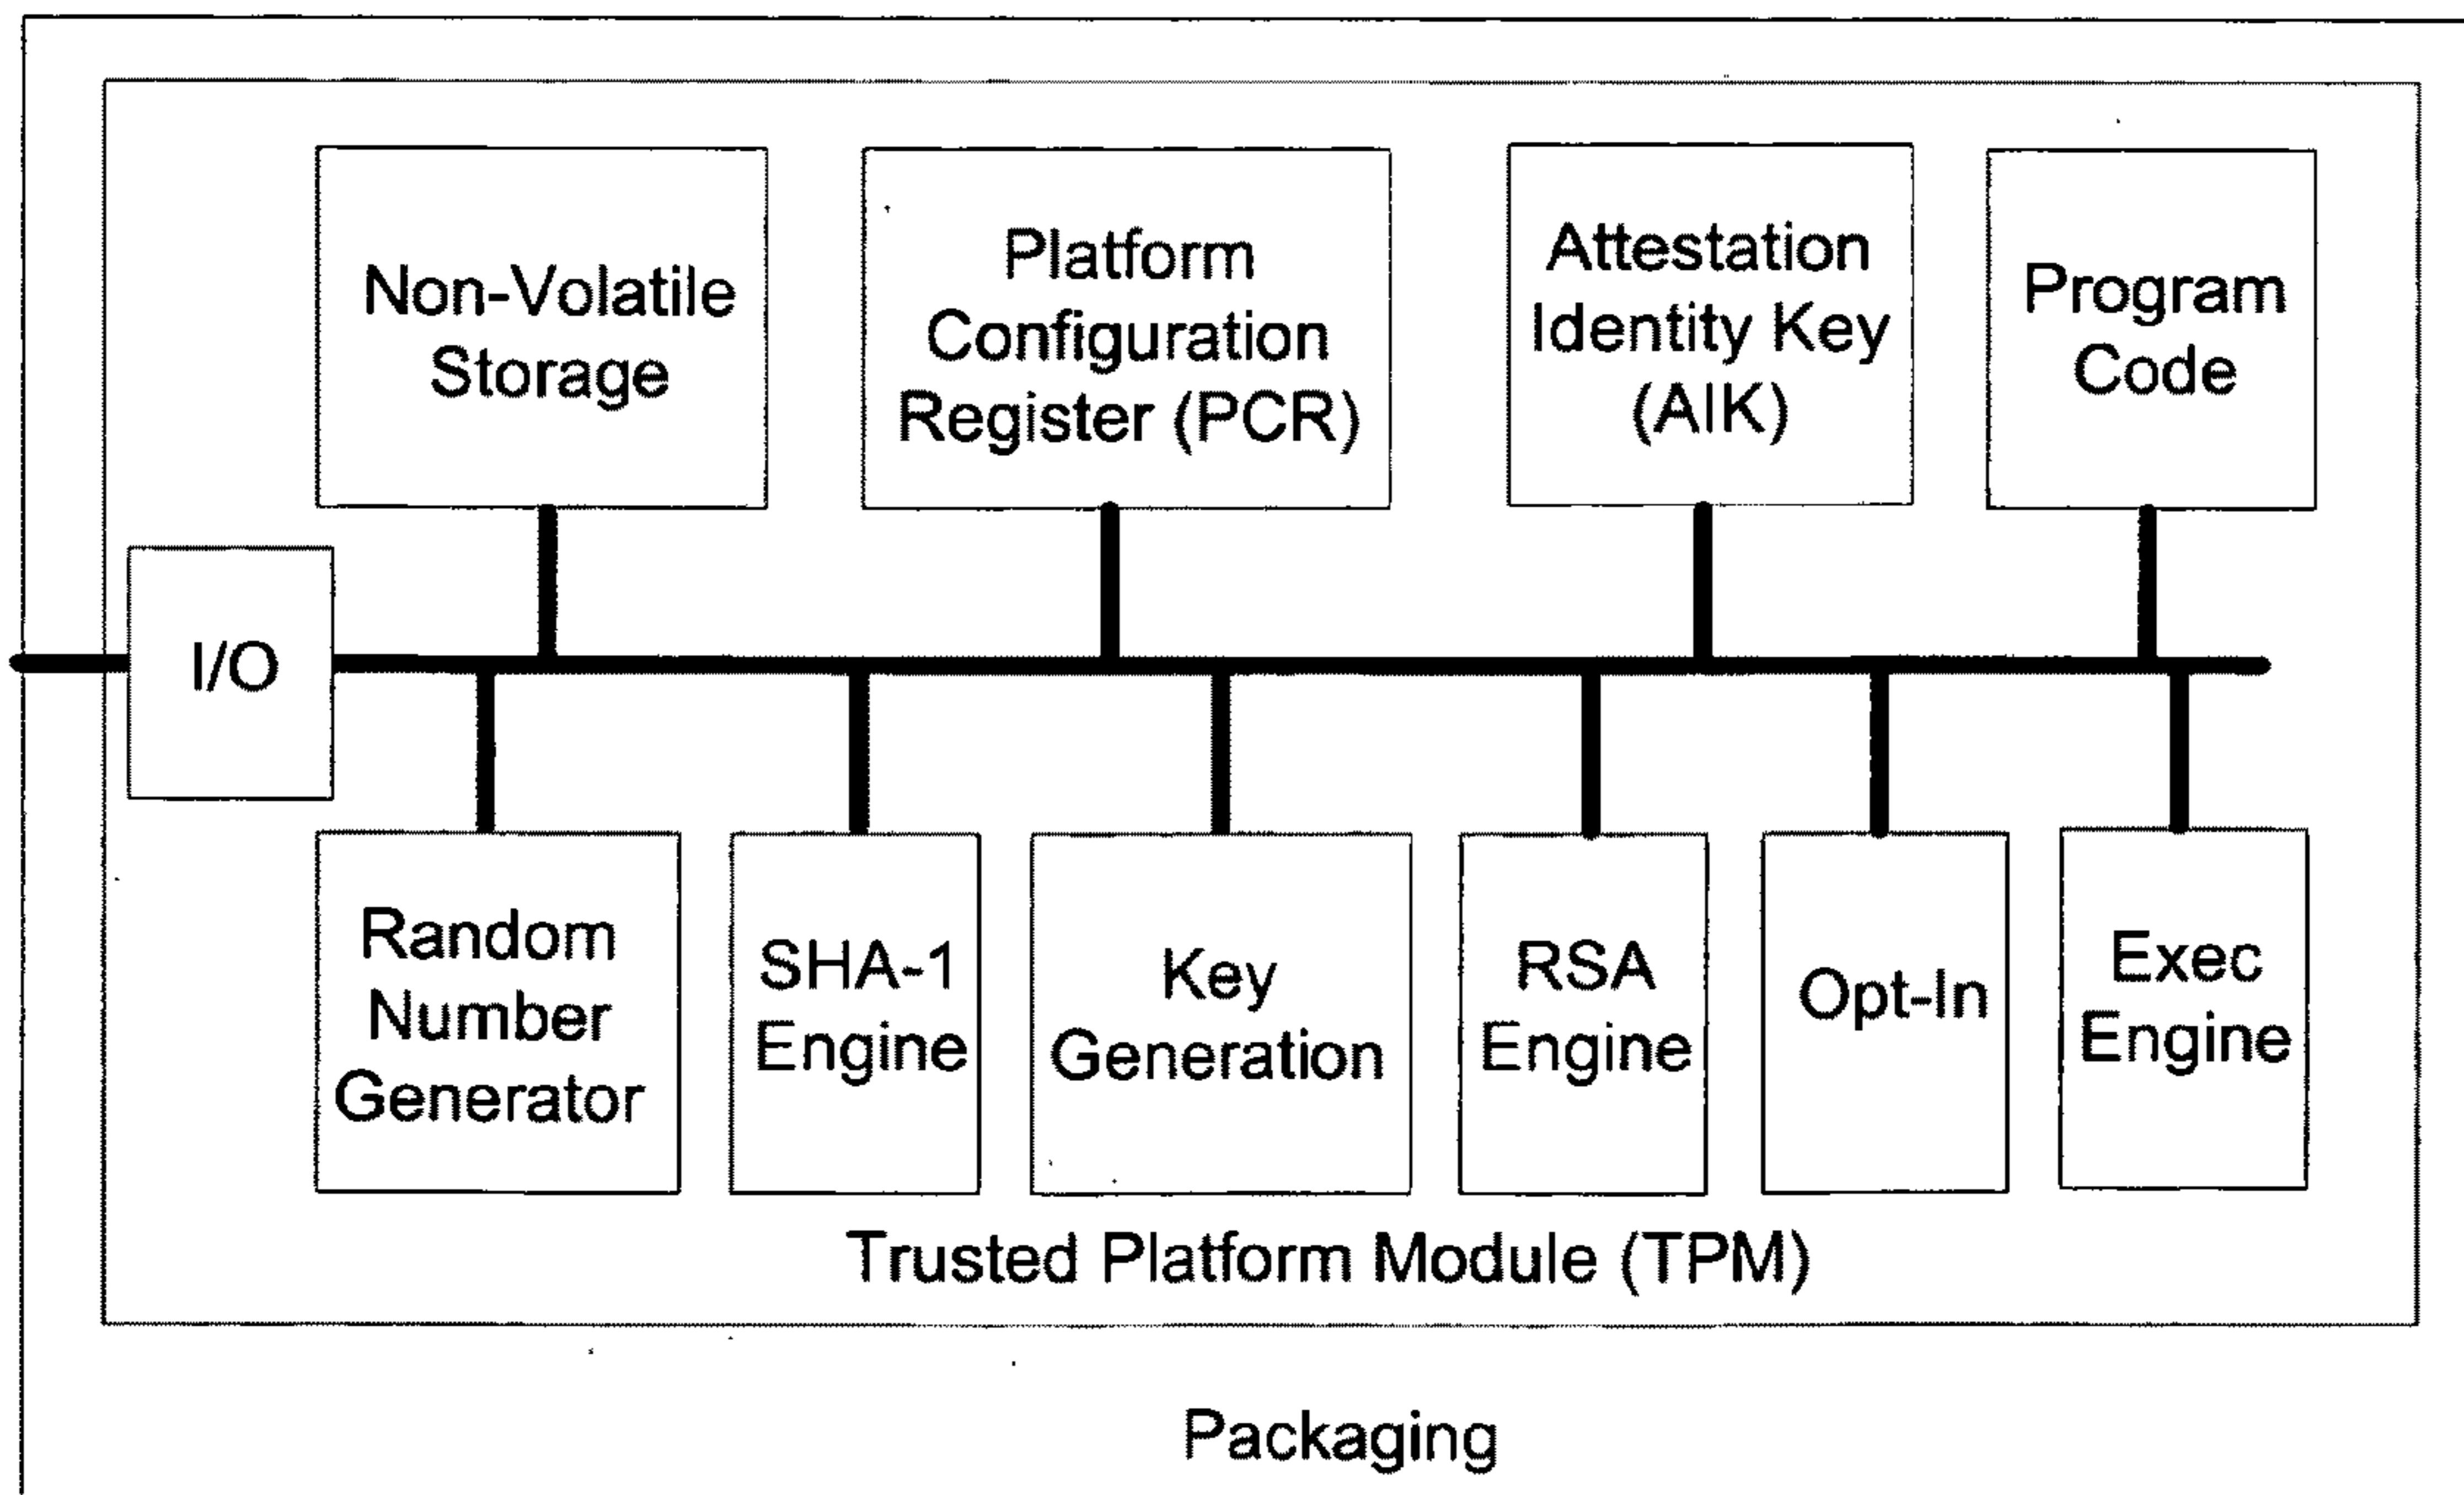 Non-Volatile
Storage
Platform
Configuration
Register (PCR)
Attestation
Identity Key
(AIK)
Program
Code
I/O
Random
Number
Generator
SHA-1
Engine
Key
Generation
RSA
Engine
Opt-In
Exec
Engine
Trusted Platform Module (TPM)
Packaging